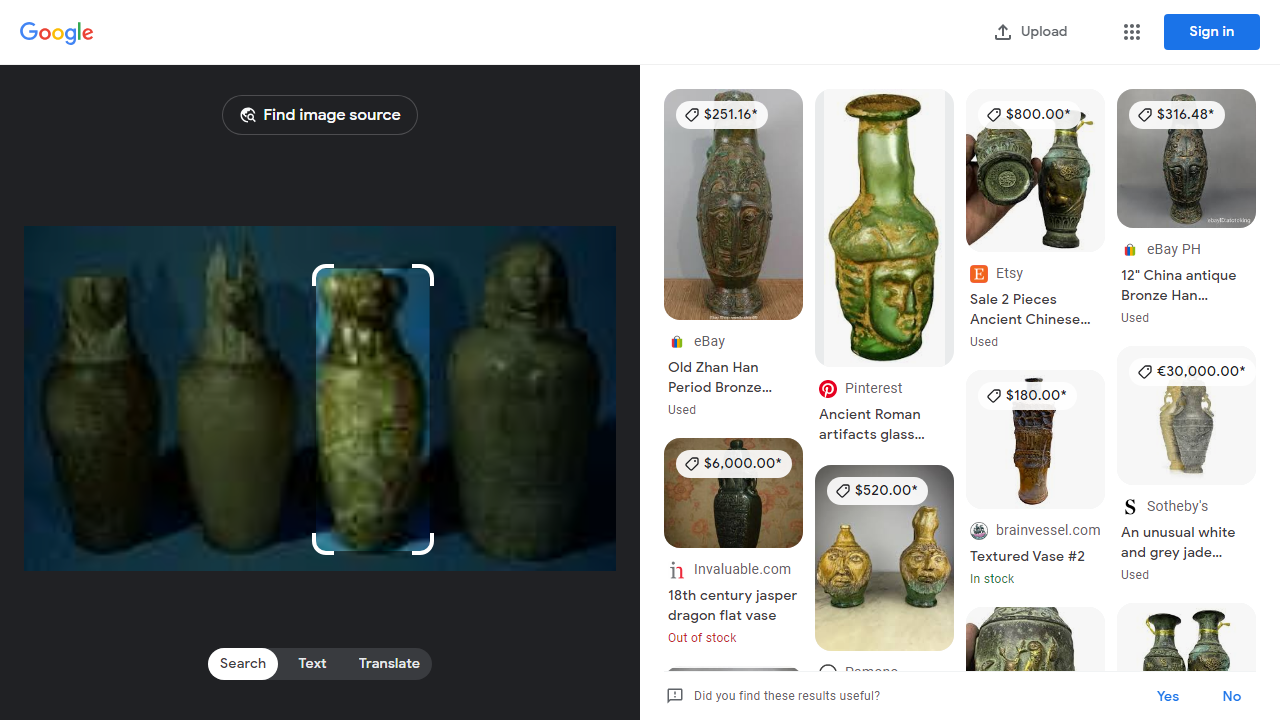 Google
Upload
Sign in
Find image source
Search
Text
Translate
$251.16*
eBay
Old Zhan Han
Period Bronze...
Used
$6,000.00*
Invaluable.com
18th century jasper
dragon flat vase
Out of stock
Pinterest
Ancient Roman
artifacts glass...
$520.00*
$800.00*
Etsy
Sale 2 Pieces
Ancient Chinese...
Used
$180.00*
brainvessel.com
Textured Vase #2
In stock
$316.48*
eBay PH
12" China antique
Bronze Han...
Used
€30,000.00*
Sotheby's
An unusual white
and grey jade...
Used
Did you find these results useful?
Yes
No